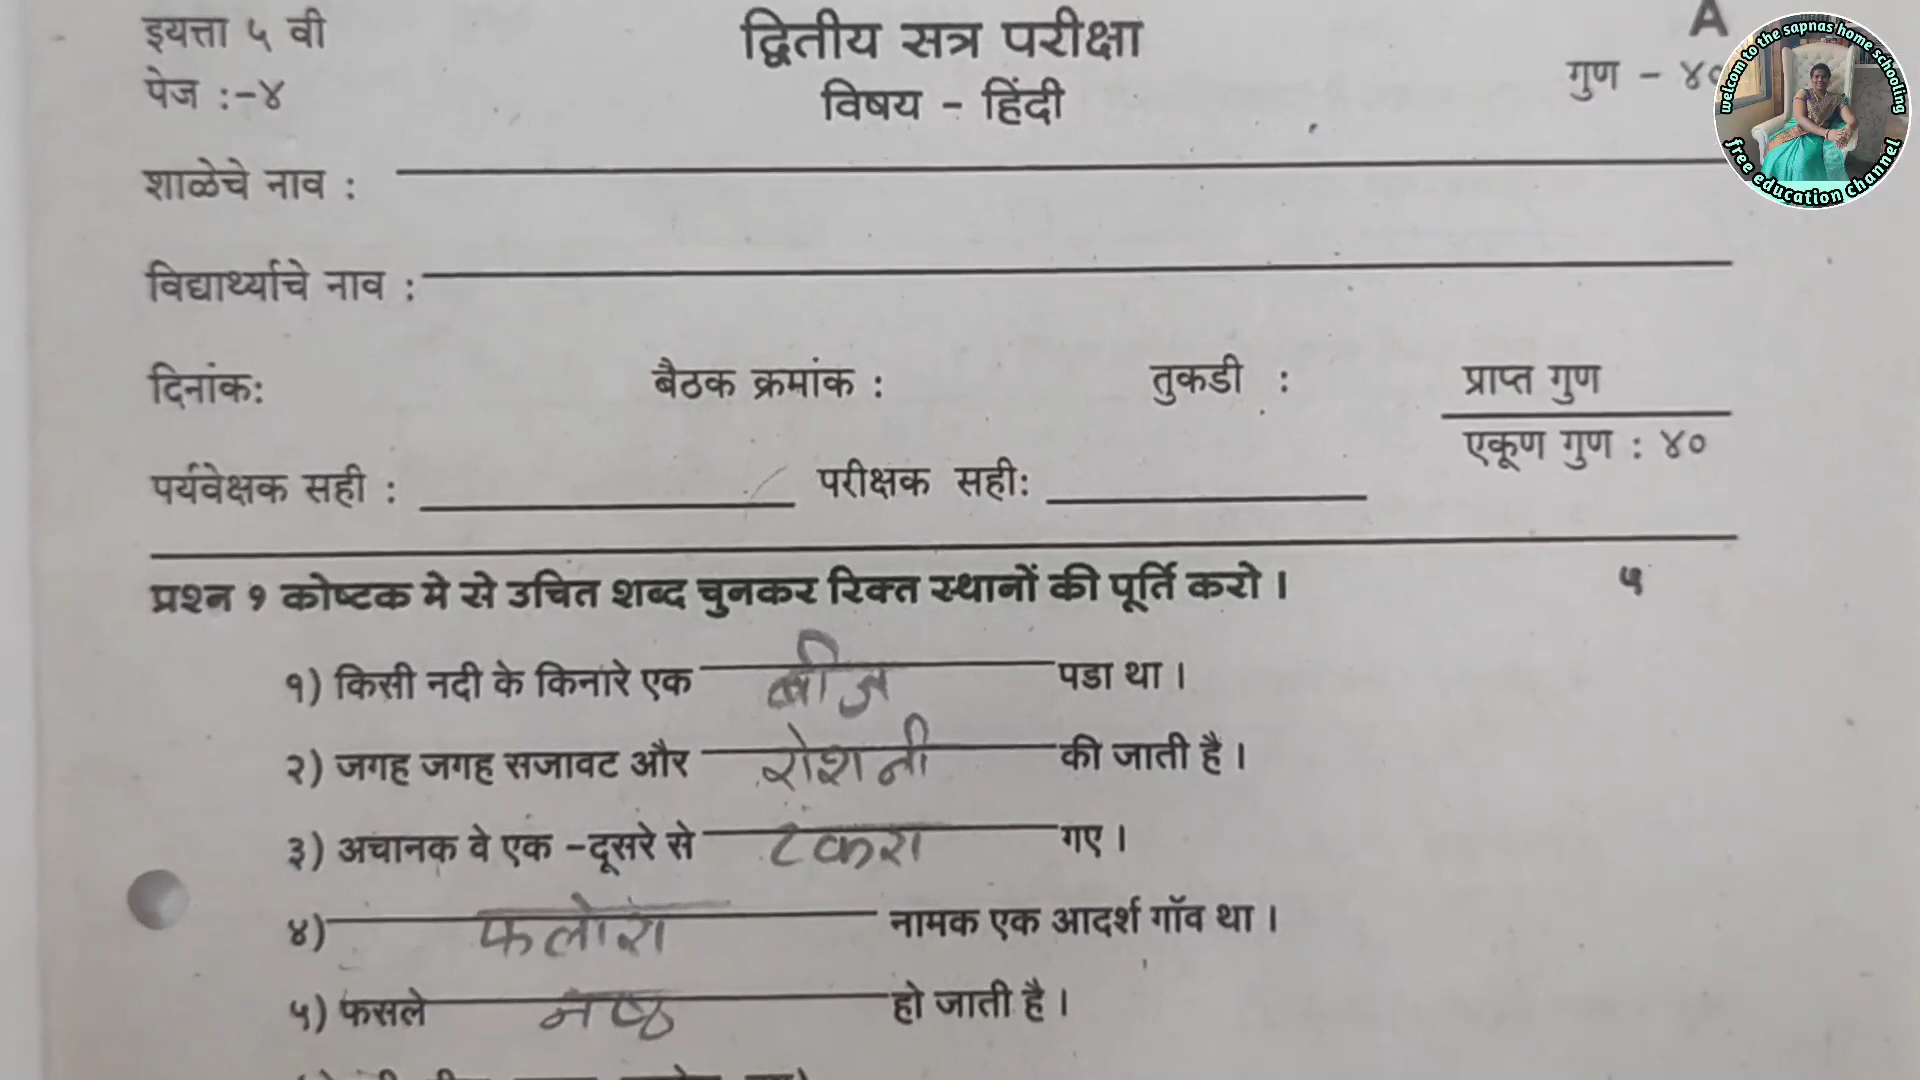 इयत्ता ५ वी
द्वितीय सत्र परीक्षा
A
पेज :-४
विषय - हिंदी
गुण - ४०
welcom to the sapnas home schooling
free education channel
शाळेचे नाव :
विद्यार्थ्याचे नाव :
दिनांक: बैठक क्रमांक : तुकडी : प्राप्त गुण
एकूण गुण : ४०
पर्यवेक्षक सही : परीक्षक सही:
प्रश्न १ कोष्टक मे से उचित शब्द चुनकर रिक्त स्थानों की पूर्ति करो । ५
१) किसी नदी के किनारे एक बीज पडा था ।
२) जगह जगह सजावट और रोशनी की जाती है ।
३) अचानक वे एक -दूसरे से टकरा गए ।
४) फलोरा नामक एक आदर्श गॉव था ।
५) फसले नष्ठ हो जाती है ।